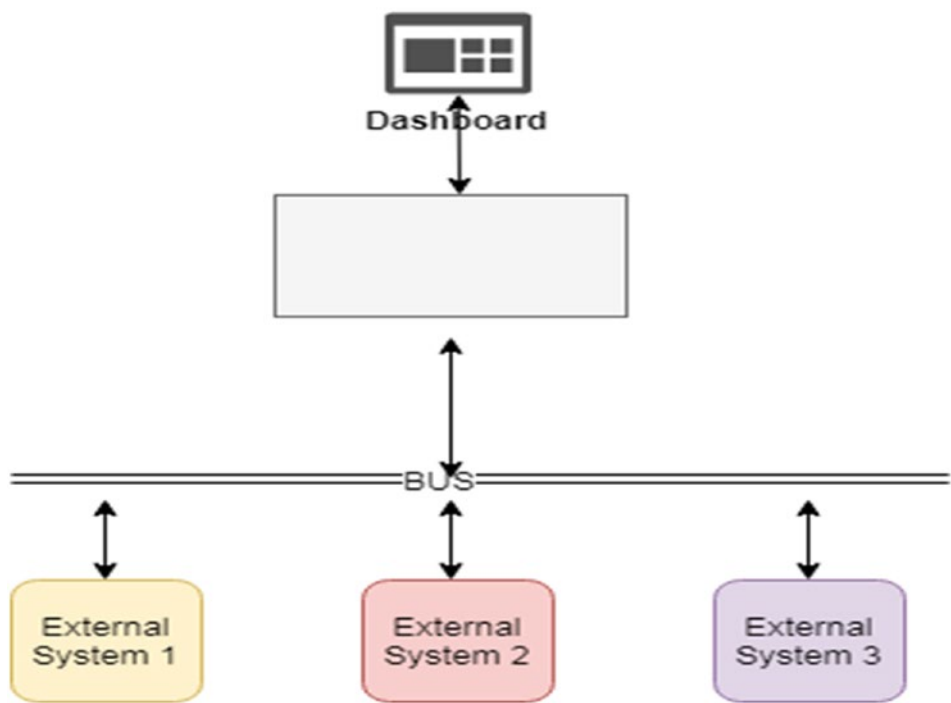 Dashboard
BUS
External
System 1
External
System 2
External
System 3